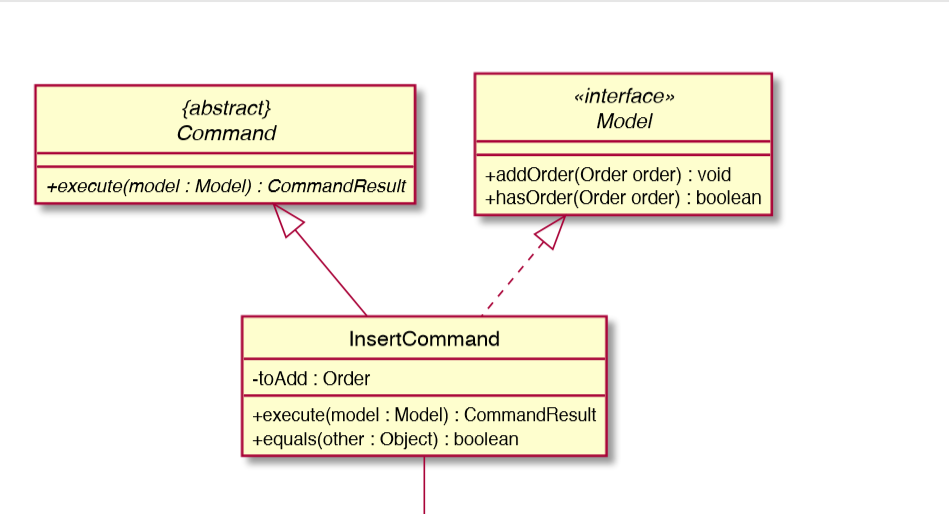 {abstract}
Command
+execute(model : Model) : CommandResult
«interface»
Model
+addOrder(Order order) : void
+hasOrder(Order order) : boolean
InsertCommand
-toAdd : Order
+execute(model : Model) : CommandResult
+equals(other : Object) : boolean